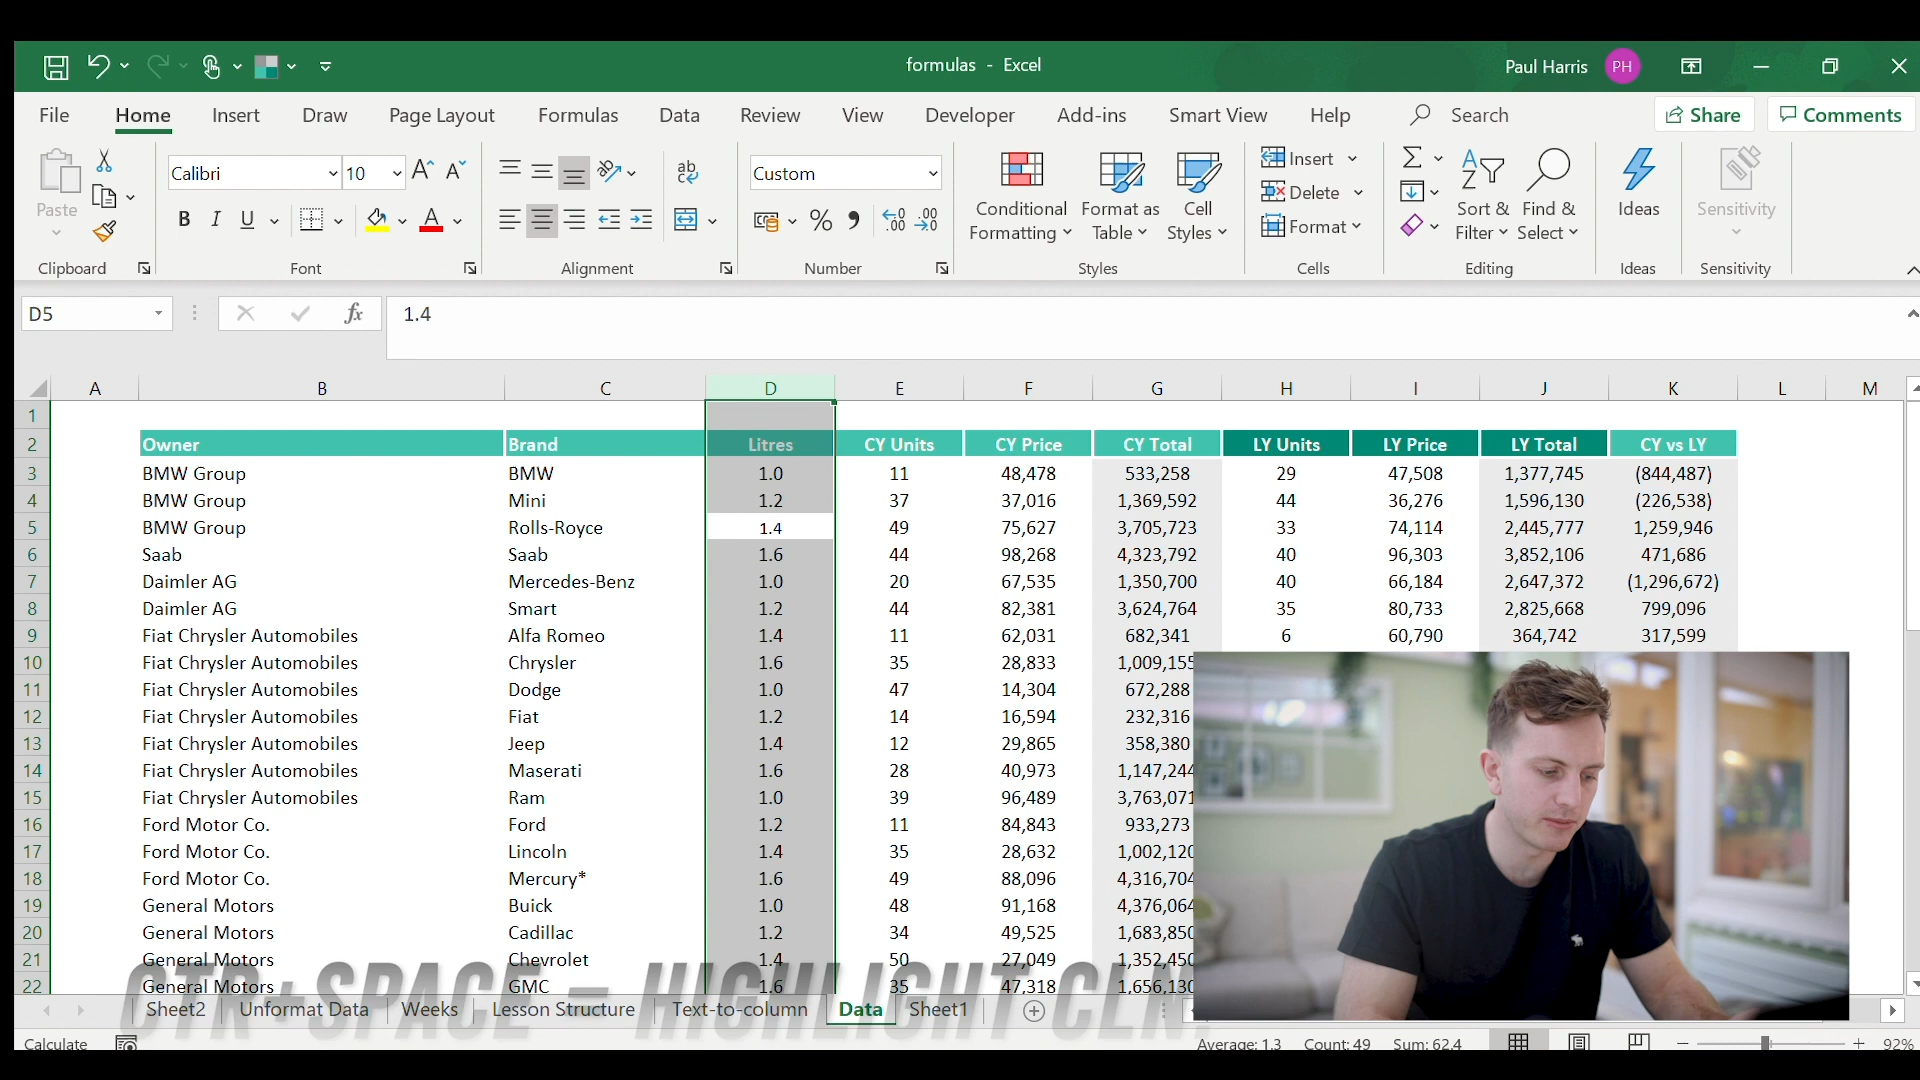 formulas - Excel
Paul Harris PH
File Home Insert Draw Page Layout Formulas Data Review View Developer Add-ins Smart View Help Search Share Comments
Paste
Calibri 10
B I U
Clipboard Font
Alignment
Custom
Number
Conditional Formatting
Format as Table
Cell Styles
Styles
Insert
Delete
Format
Cells
Sort & Filter
Find & Select
Editing
Ideas
Ideas
Sensitivity
Sensitivity
D5 fx 1.4
A B C D E F G H I J K L M
1
2 Owner Brand Litres CY Units CY Price CY Total LY Units LY Price LY Total CY vs LY
3 BMW Group BMW 1.0 11 48,478 533,258 29 47,508 1,377,745 (844,487)
4 BMW Group Mini 1.2 37 37,016 1,369,592 44 36,276 1,596,130 (226,538)
5 BMW Group Rolls-Royce 1.4 49 75,627 3,705,723 33 74,114 2,445,777 1,259,946
6 Saab Saab 1.6 44 98,268 4,323,792 40 96,303 3,852,106 471,686
7 Daimler AG Mercedes-Benz 1.0 20 67,535 1,350,700 40 66,184 2,647,372 (1,296,672)
8 Daimler AG Smart 1.2 44 82,381 3,624,764 35 80,733 2,825,668 799,096
9 Fiat Chrysler Automobiles Alfa Romeo 1.4 11 62,031 682,341 6 60,790 364,742 317,599
10 Fiat Chrysler Automobiles Chrysler 1.6 35 28,833 1,009,155
11 Fiat Chrysler Automobiles Dodge 1.0 47 14,304 672,288
12 Fiat Chrysler Automobiles Fiat 1.2 14 16,594 232,316
13 Fiat Chrysler Automobiles Jeep 1.4 12 29,865 358,380
14 Fiat Chrysler Automobiles Maserati 1.6 28 40,973 1,147,244
15 Fiat Chrysler Automobiles Ram 1.0 39 96,489 3,763,071
16 Ford Motor Co. Ford 1.2 11 84,843 933,273
17 Ford Motor Co. Lincoln 1.4 35 28,632 1,002,120
18 Ford Motor Co. Mercury* 1.6 49 88,096 4,316,704
19 General Motors Buick 1.0 48 91,168 4,376,064
20 General Motors Cadillac 1.2 34 49,525 1,683,850
21 General Motors Chevrolet 1.4 50 27,049 1,352,450
22 General Motors GMC 1.6 35 47,318 1,656,130
CTR+SPACE = HIGHLIGHT CL
Sheet2 Unformat Data Weeks Lesson Structure Text-to-column Data Sheet1
Calculate Average: 1.3 Count: 49 Sum: 62.4 92%